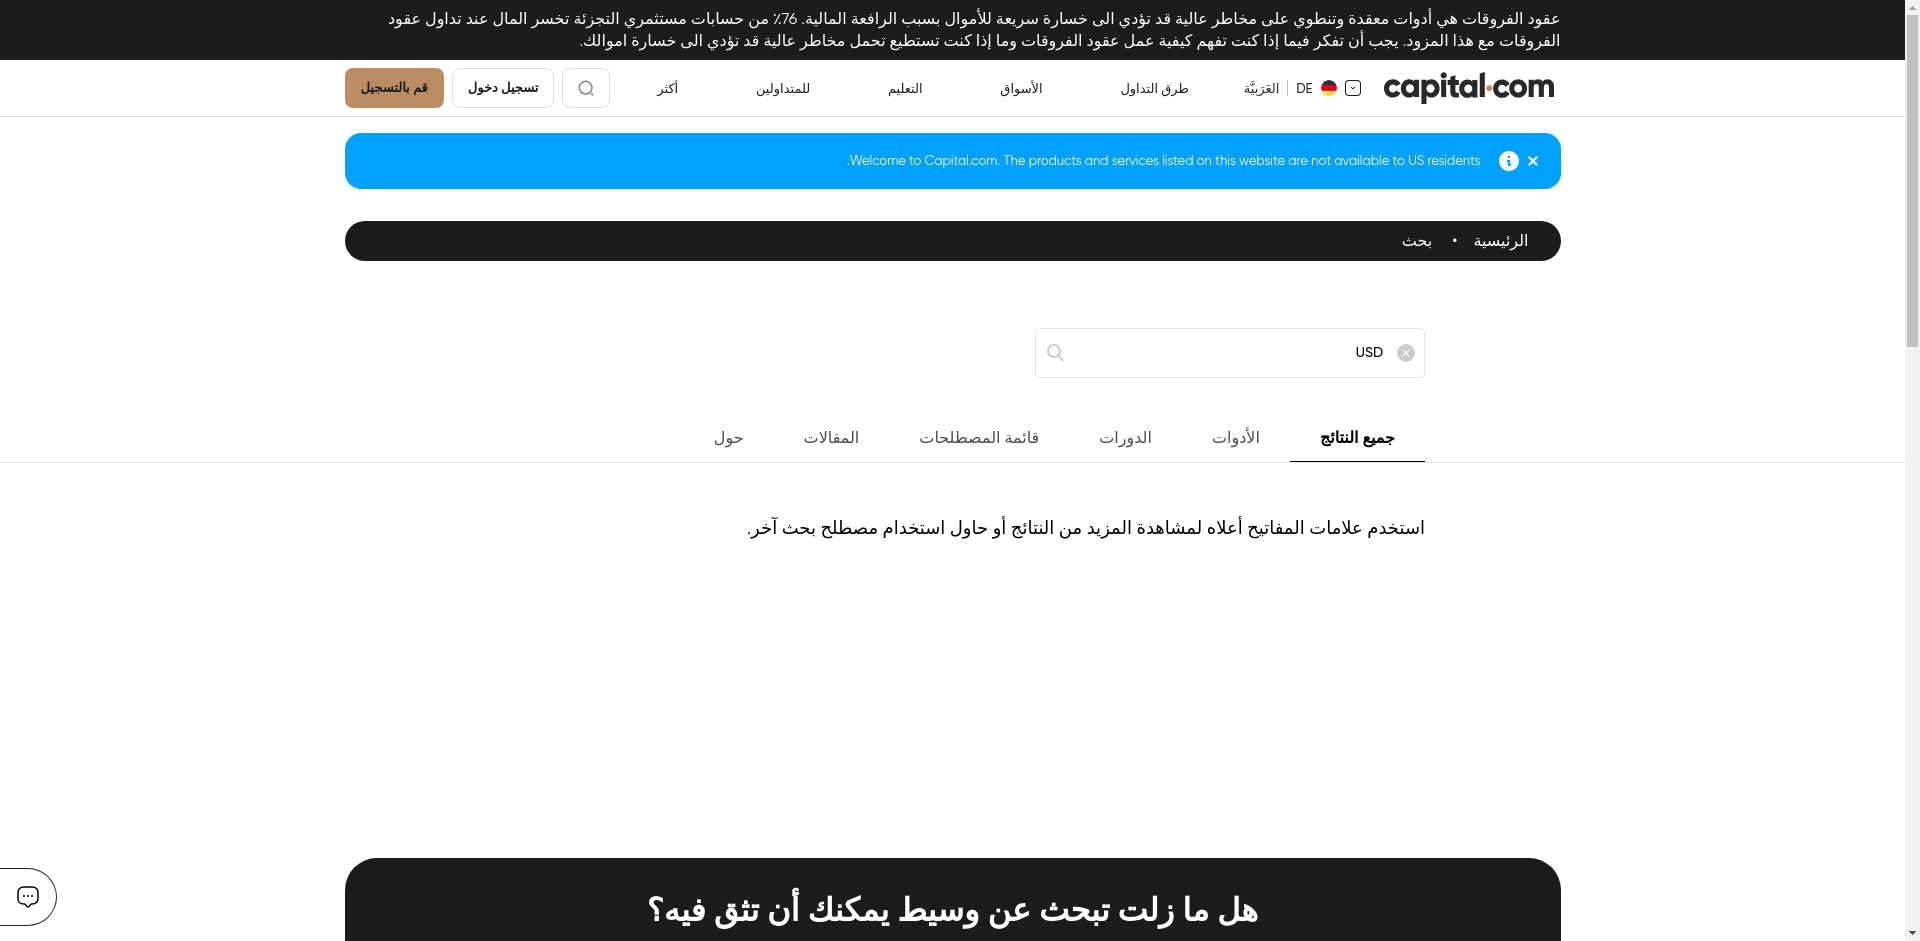 عقود الفروقات هي أدوات معقدة وتنطوي على مخاطر عالية قد تؤدي الى خسارة سريعة للأموال بسبب الرافعة المالية. 76٪ من حسابات مستثمري التجزئة تخسر المال عند تداول عقود
الفروقات مع هذا المزود. يجب أن تفكر فيما إذا كنت تفهم كيفية عمل عقود الفروقات وما إذا كنت تستطيع تحمل مخاطر عالية قد تؤدي الى خسارة اموالك.
capital.com
DE
العَرَبيَّة
طرق التداول
الأسواق
التعليم
للمتداولين
أكثر
تسجيل دخول
قم بالتسجيل
Welcome to Capital.com. The products and services listed on this website are not available to US residents.
الرئيسية • بحث
USD
جميع النتائج
الأدوات
الدورات
قائمة المصطلحات
المقالات
حول
استخدم علامات المفاتيح أعلاه لمشاهدة المزيد من النتائج أو حاول استخدام مصطلح بحث آخر.
هل ما زلت تبحث عن وسيط يمكنك أن تثق فيه؟